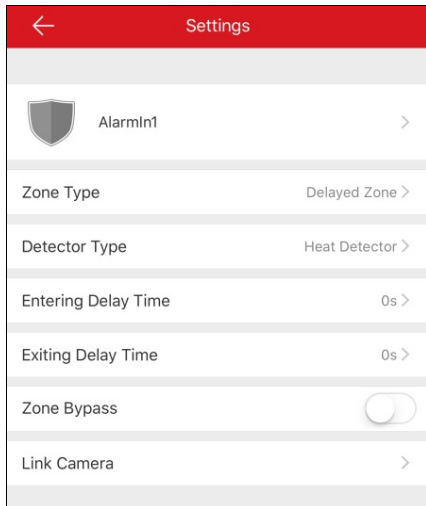 Settings
AlarmIn1
Zone Type Delayed Zone
Detector Type Heat Detector
Entering Delay Time 0s
Exiting Delay Time 0s
Zone Bypass
Link Camera